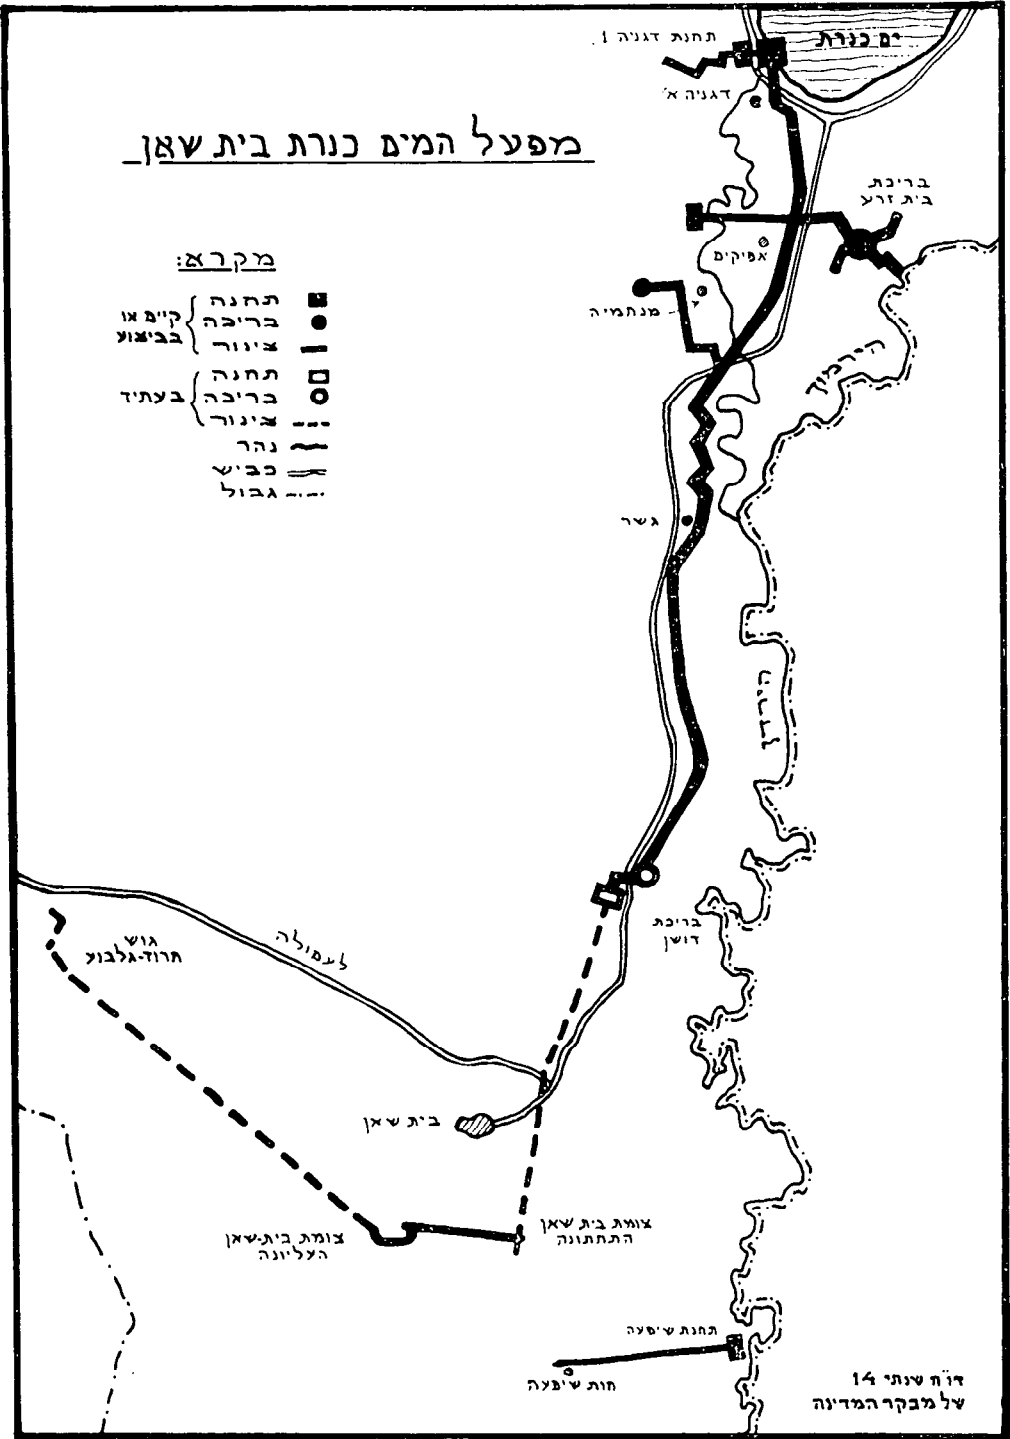 ים כנרת
תחנת דגניה 1
דגניה א'
מפעל המים כנרת בית שאן
בריכת
בית זרע
אפיקים
מנחמיה
מקרא:
תחנה
בריכה
צינור
קיים או
בביצוע
תחנה
בריכה
צינור
בעתיד
נהר
כביש
גבול
הירמוך
גשר
הירדן
בריכת
דושן
לעפולה
גוש
חרוד-גלבוע
בית שאן
צומת בית שאן
התחתונה
צומת בית-שאן
העליונה
תחנת שיפעה
חות שיפעה
דו"ח שנתי 14
של מבקר המדינה